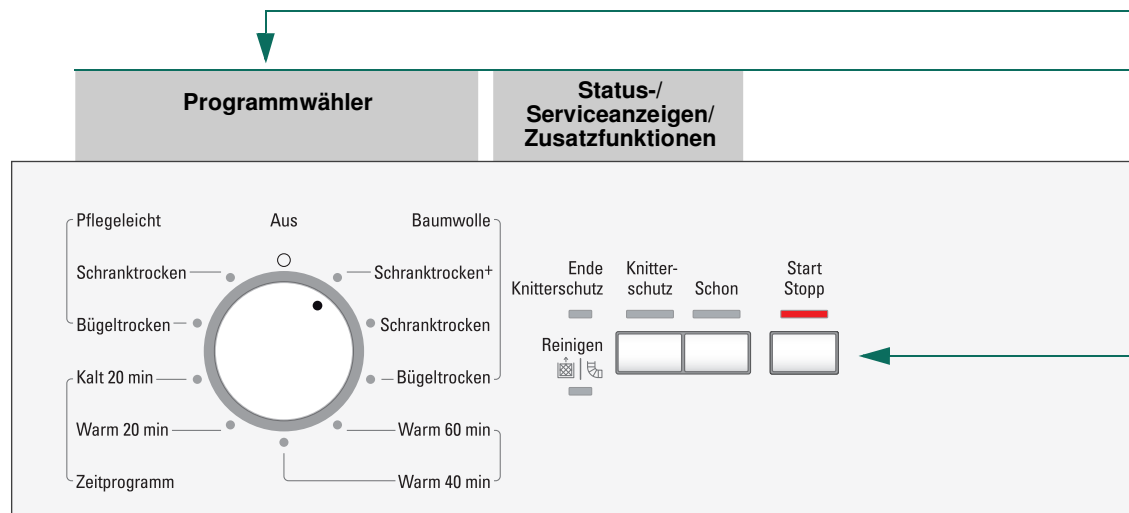 Programmwähler
Status-/
Serviceanzeigen/
Zusatzfunktionen
Pflegeleicht
Aus
Baumwolle
Schranktrocken
Schranktrocken+
Bügeltrocken
Schranktrocken
Kalt 20 min
Bügeltrocken
Warm 20 min
Warm 60 min
Zeitprogramm
Warm 40 min
Ende
Knitterschutz
Knitter-
schutz
Schon
Start
Stopp
Reinigen